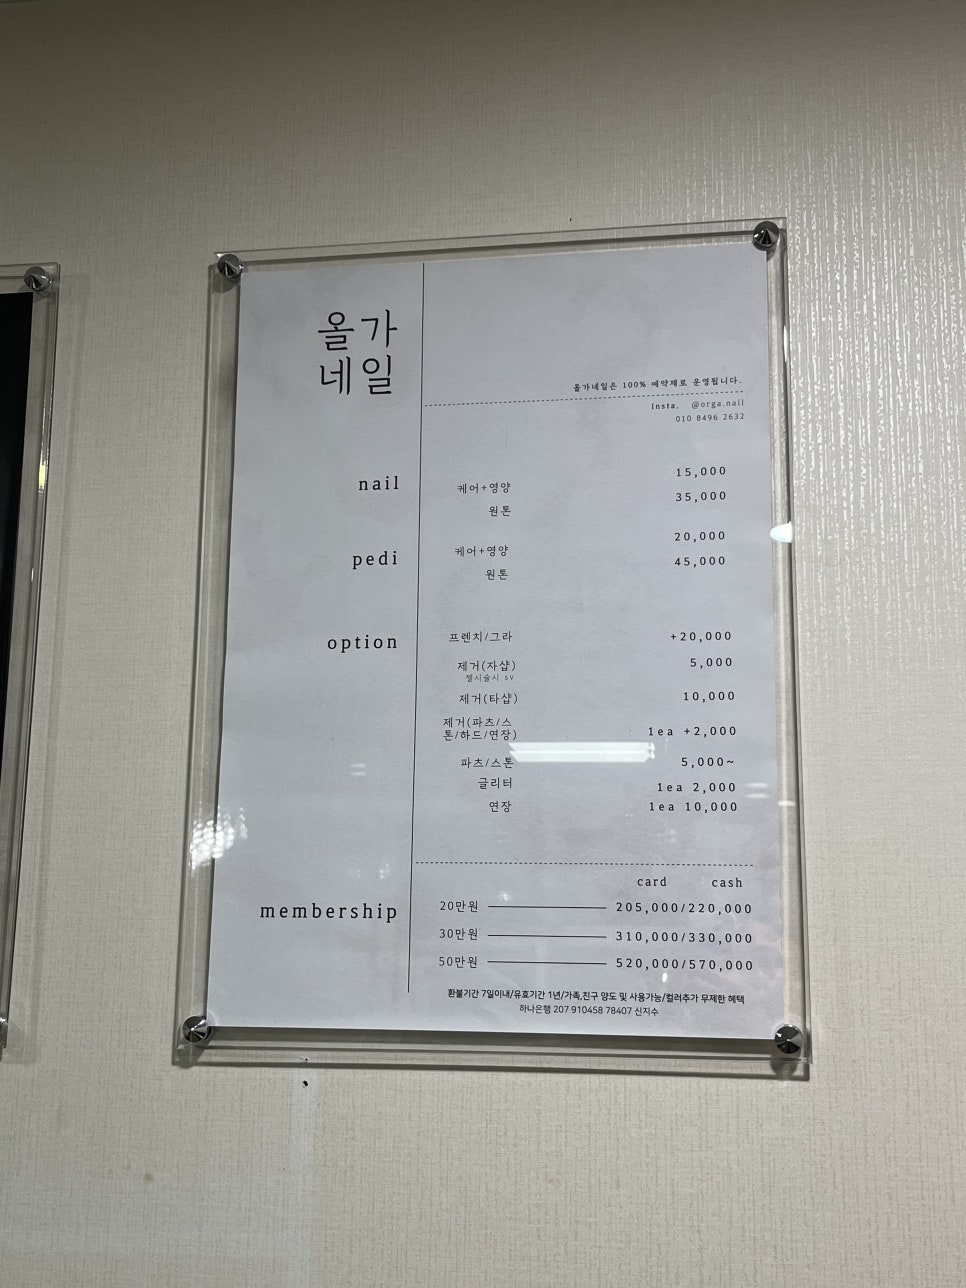 올가
네일
올가네일은 100% 예약제로 운영됩니다.
Insta. @orga.nail
010 8496 2632
nail
케어+영양 15,000
원톤 35,000
pedi
케어+영양 20,000
원톤 45,000
option
프렌치/그라 +20,000
제거(자샵) 5,000
젤시술시 sv
제거(타샵) 10,000
제거(파츠/스
톤/하드/연장) 1ea +2,000
파츠/스톤 5,000~
글리터 1ea 2,000
연장 1ea 10,000
card cash
membership
20만원 205,000/220,000
30만원 310,000/330,000
50만원 520,000/570,000
환불기간 7일이내/유효기간 1년/가족,친구 양도 및 사용가능/컬러추가 무제한 혜택
하나은행 207 910458 78407 신지수